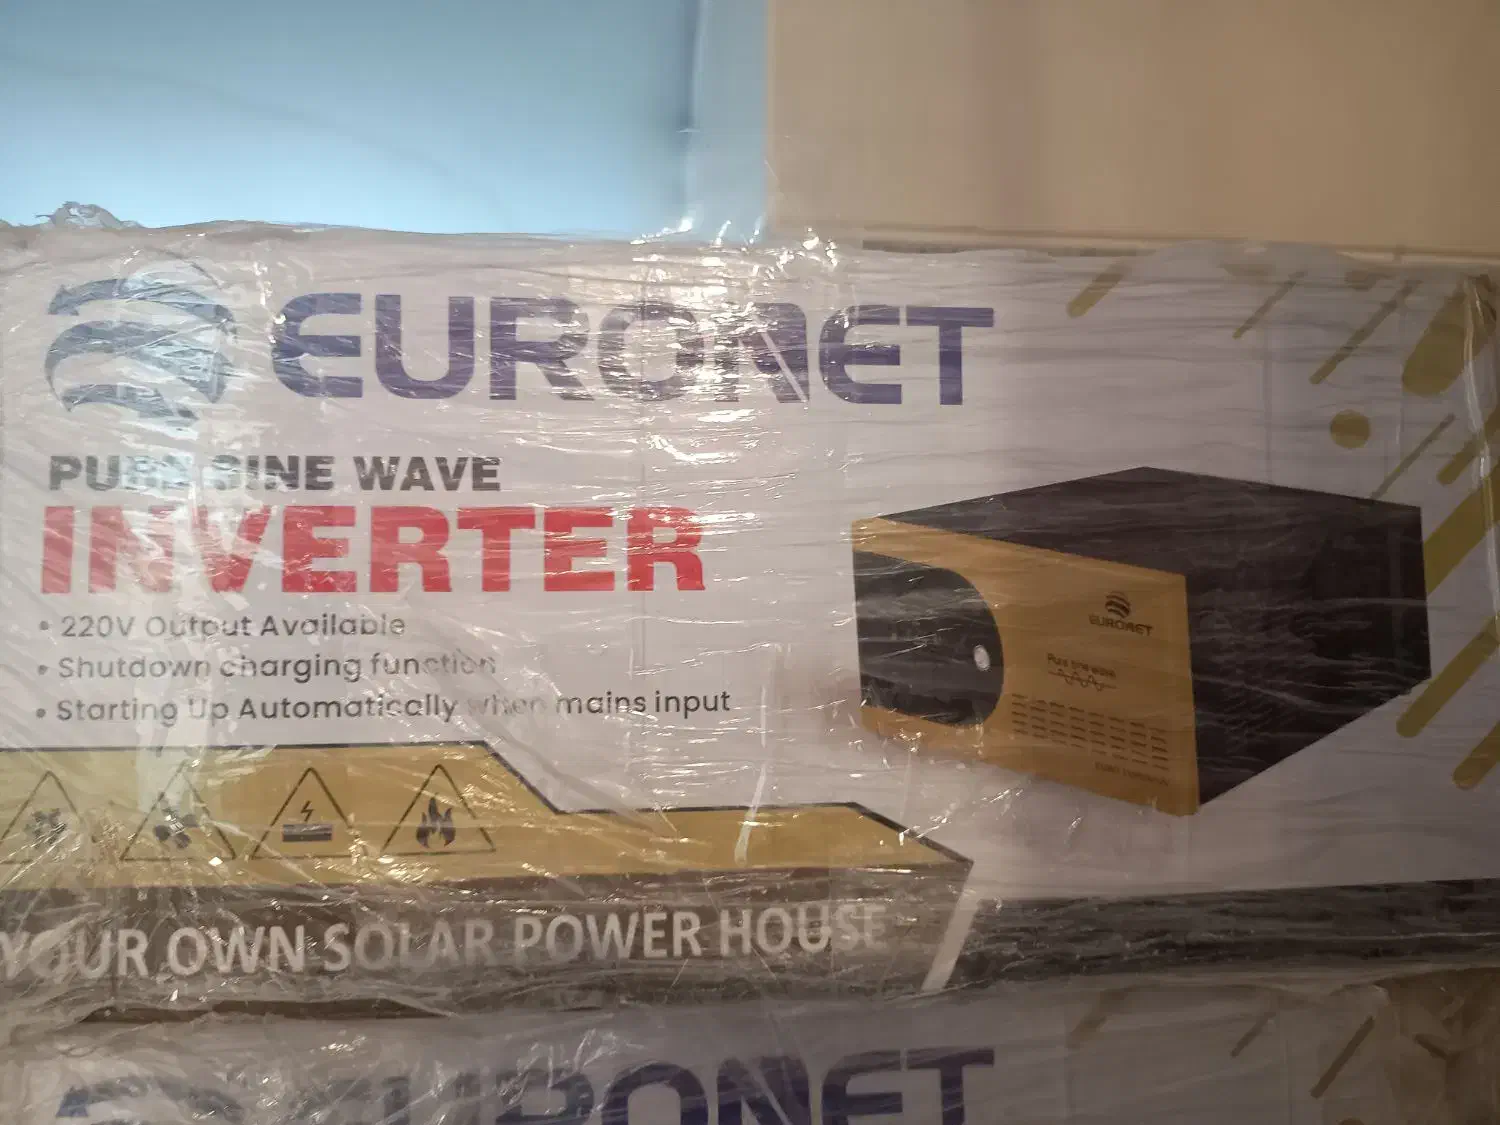 EURONET
PURE SINE WAVE
INVERTER
• 220V Output Available
• Shutdown charging function
• Starting Up Automatically when mains input
EURONET
Pure sine wave
YOUR OWN SOLAR POWER HOUSE
EURONET